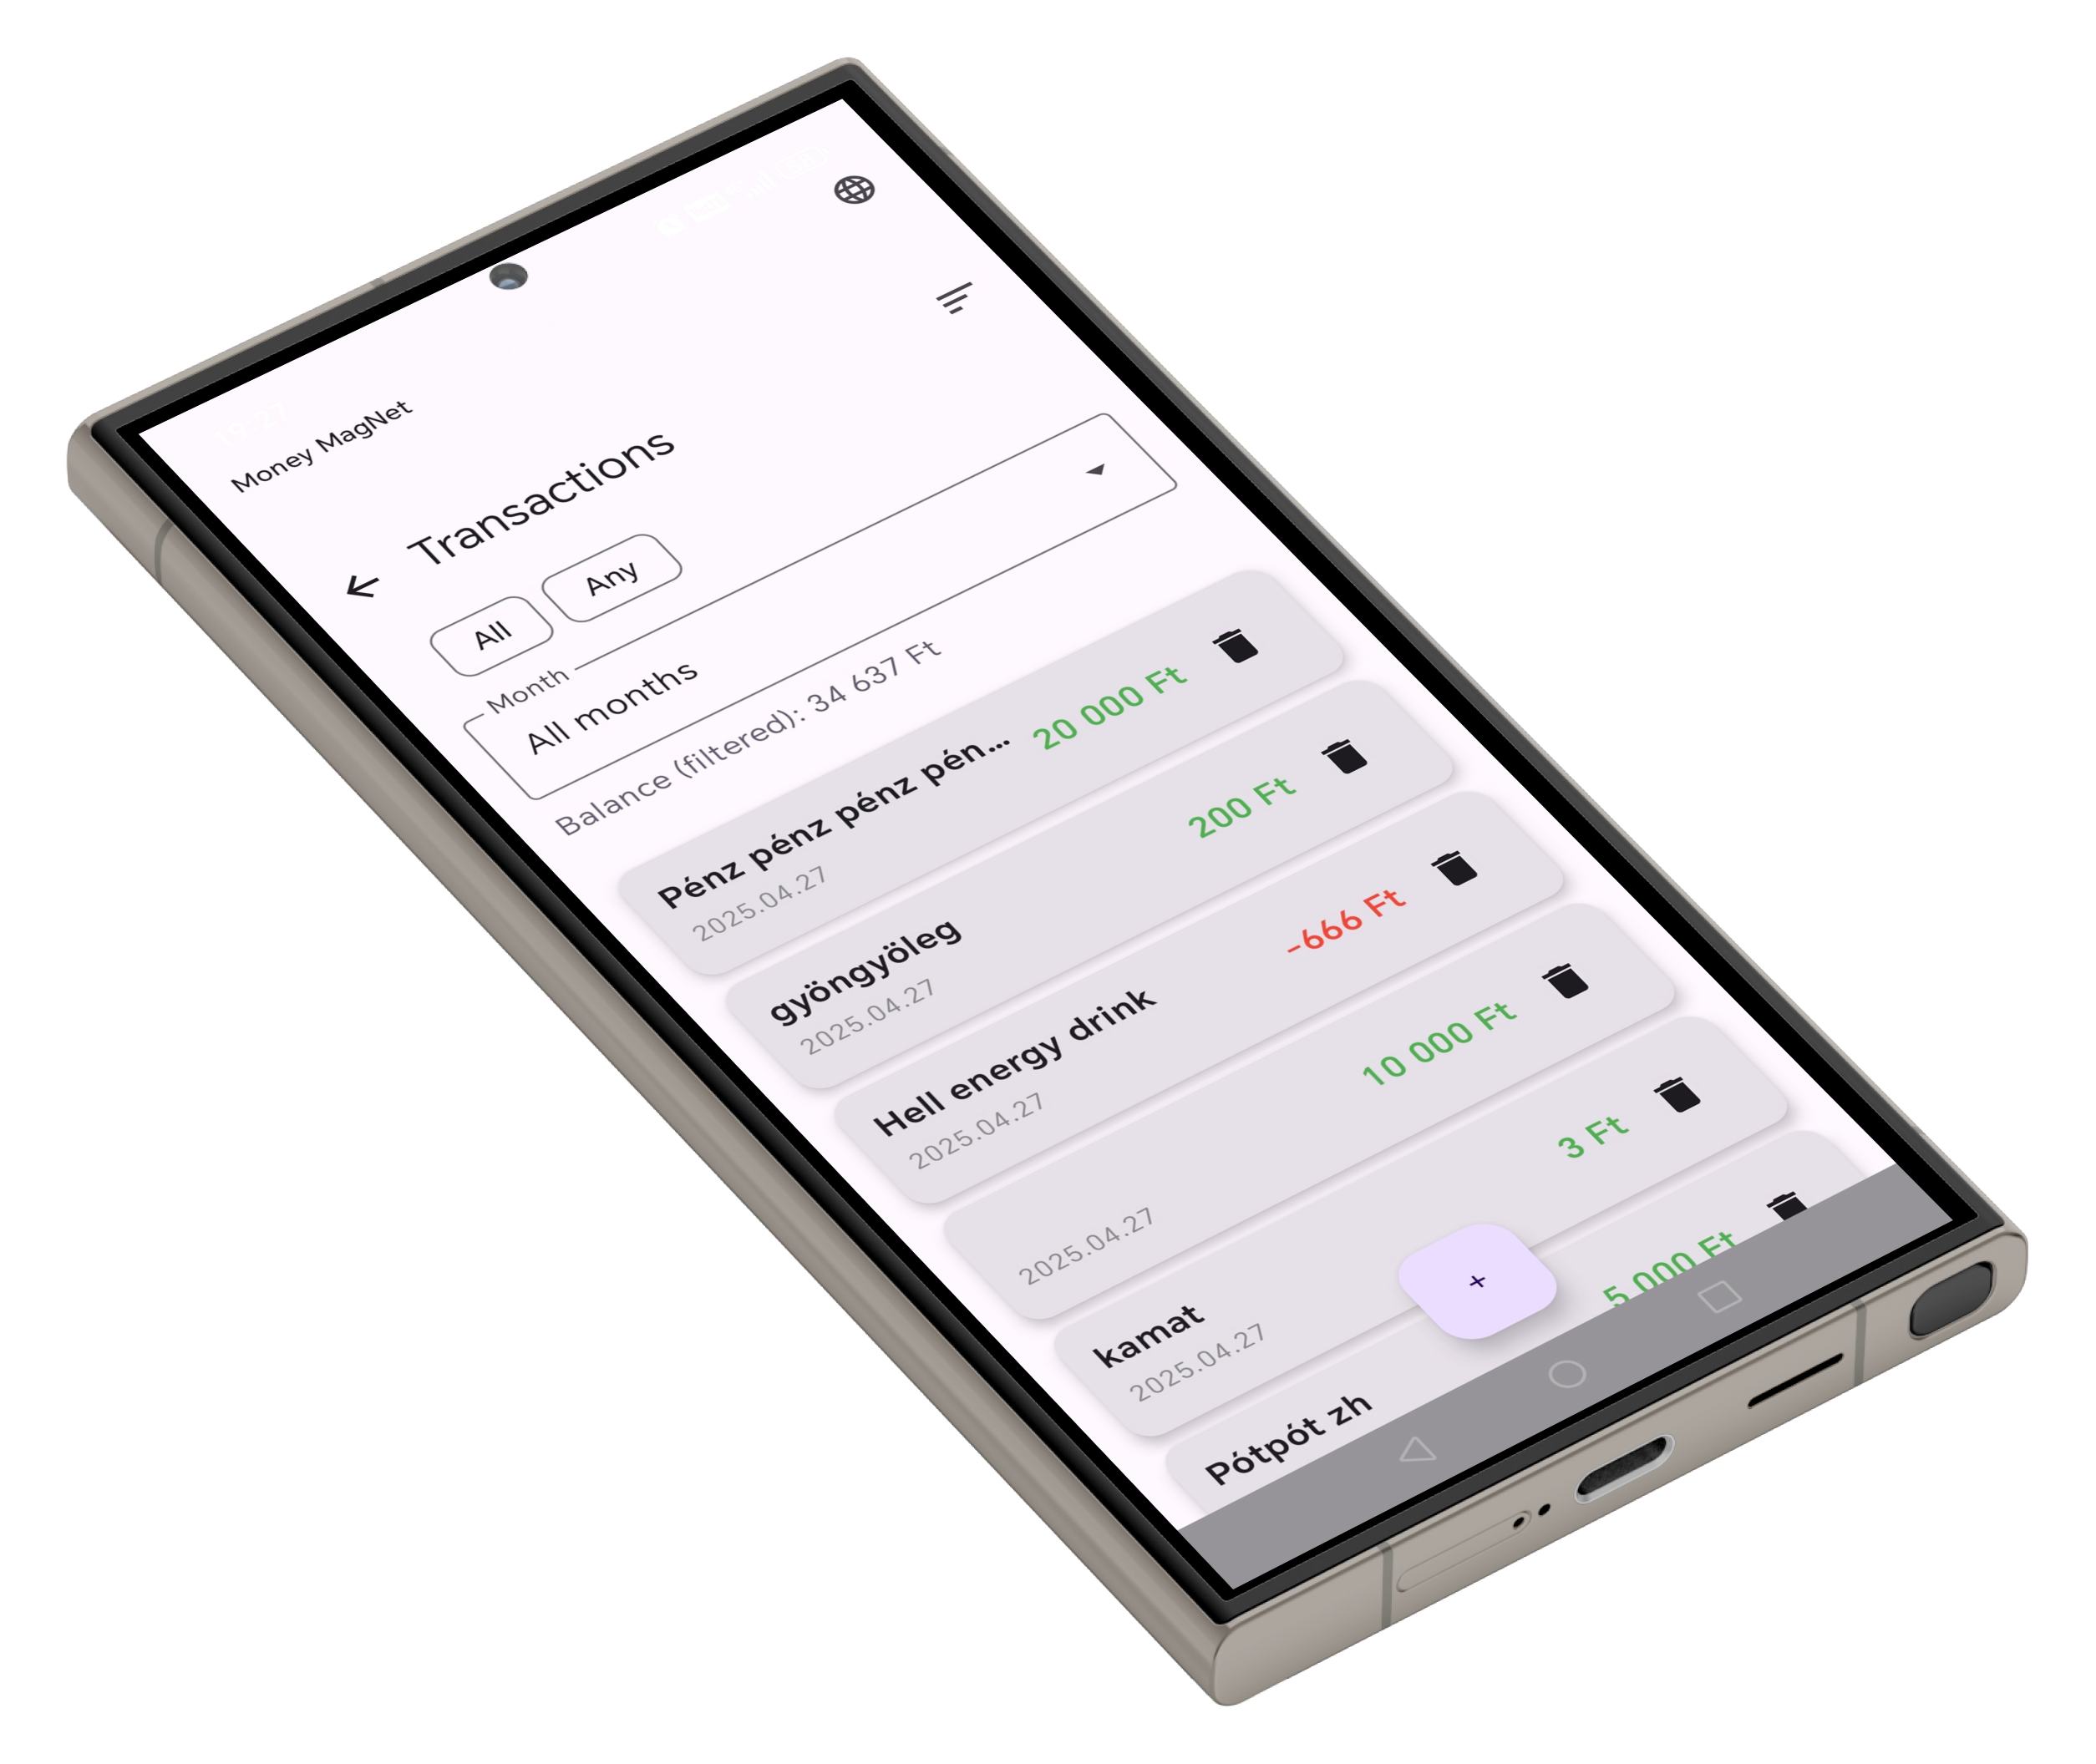 19:27
Money MagNet
Transactions
All
Any
Month
All months
Balance (filtered): 34 637 Ft
Pénz pénz pénz pén...
20 000 Ft
2025.04.27
gyöngyöleg
200 Ft
2025.04.27
Hell energy drink
-666 Ft
2025.04.27
10 000 Ft
2025.04.27
kamat
3 Ft
2025.04.27
+
Pótpót zh
5 000 Ft